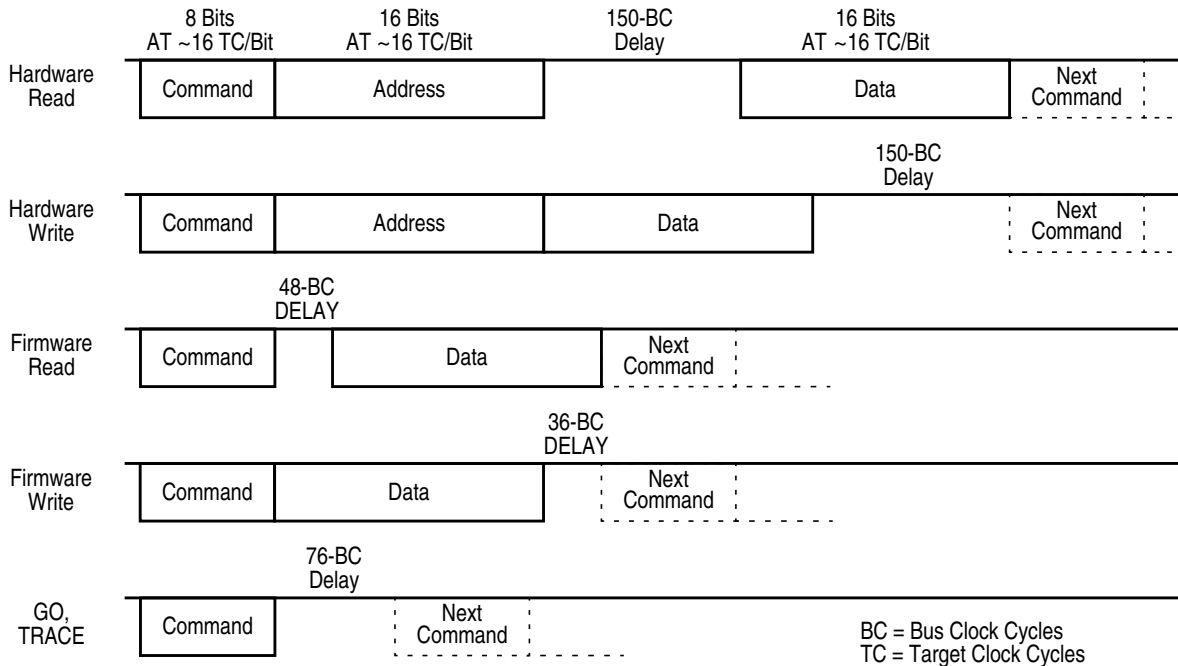 8 Bits 16 Bits 150-BC 16 Bits
AT ~16 TC/Bit AT ~16 TC/Bit Delay AT ~16 TC/Bit
Hardware
Read
Command Address Data Next
Command
150-BC
Delay
Hardware
Write
Command Address Data Next
Command
48-BC
DELAY
Firmware
Read
Command Data Next
Command
36-BC
DELAY
Firmware
Write
Command Data Next
Command
76-BC
Delay
GO,
TRACE
Command Next
Command
BC = Bus Clock Cycles
TC = Target Clock Cycles